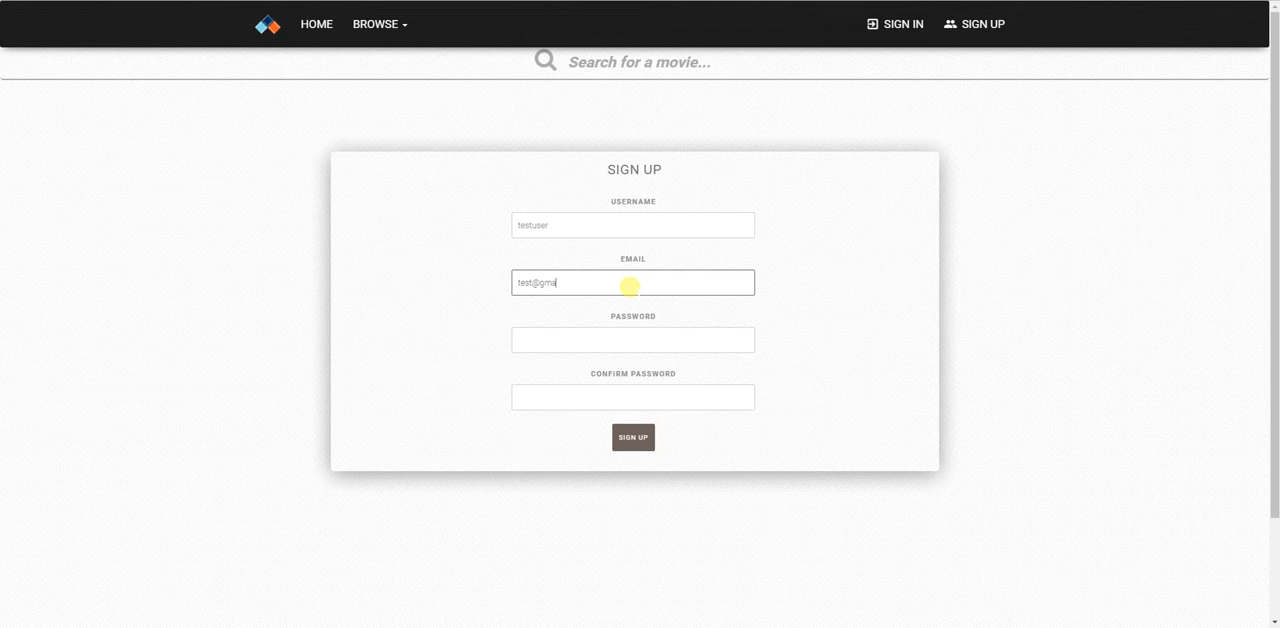 HOME BROWSE SIGN IN SIGN UP
Search for a movie...
SIGN UP
USERNAME
testuser
EMAIL
test@gma
PASSWORD
CONFIRM PASSWORD
SIGN UP